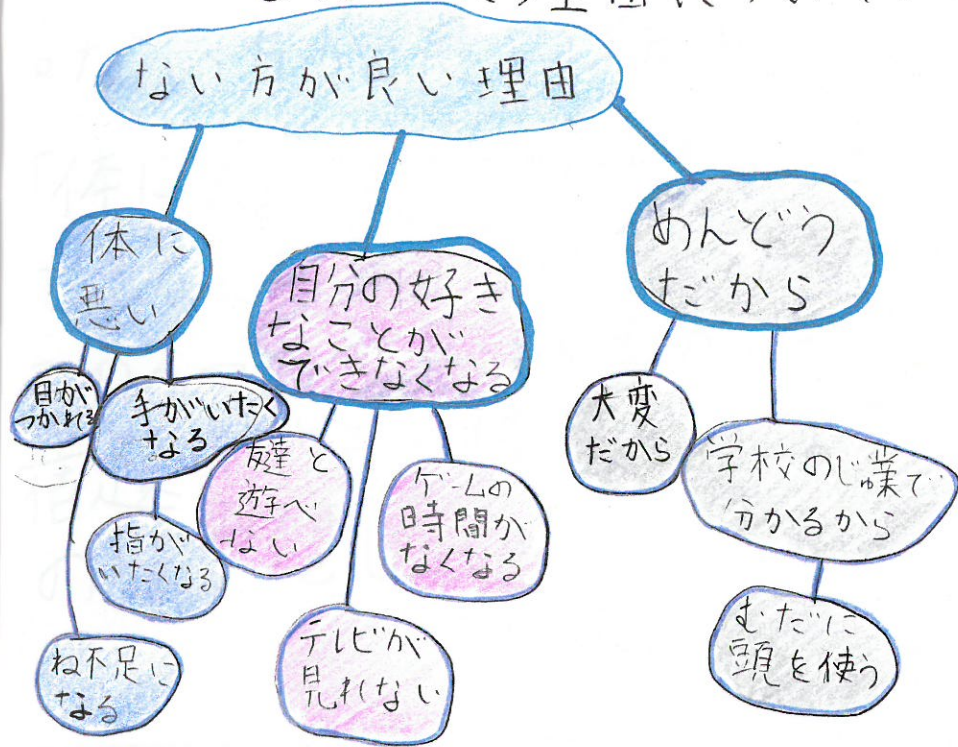 ない方が良い理由
体に
悪い
自分の好き
なことが
できなくなる
めんどう
だから
目が
つかれる
手がいたく
なる
指が
いたくなる
ね不足に
なる
友達と
遊べ
ない
ゲームの
時間が
なくなる
テレビが
見れない
大変
だから
学校のじゅ業で
分かるから
むだに
頭を使う